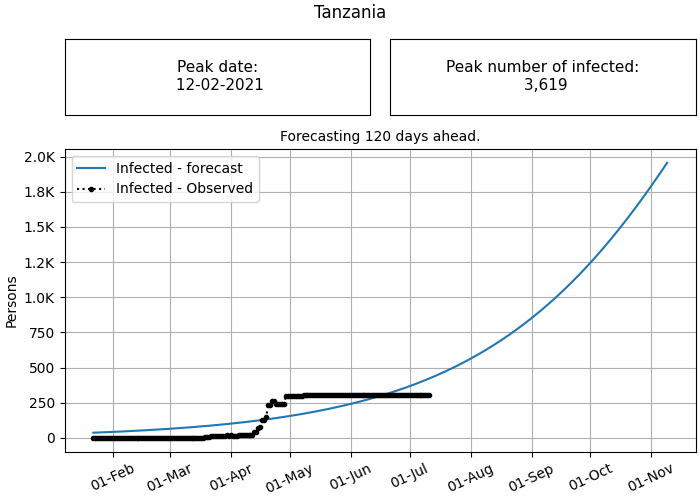 Tanzania
Peak date:
12-02-2021
Peak number of infected:
3,619
Forecasting 120 days ahead.
Infected - forecast
Infected - Observed
Persons
2.0K
1.8K
1.5K
1.2K
1.0K
750
500
250
0
01-Feb
01-Mar
01-Apr
01-May
01-Jun
01-Jul
01-Aug
01-Sep
01-Oct
01-Nov